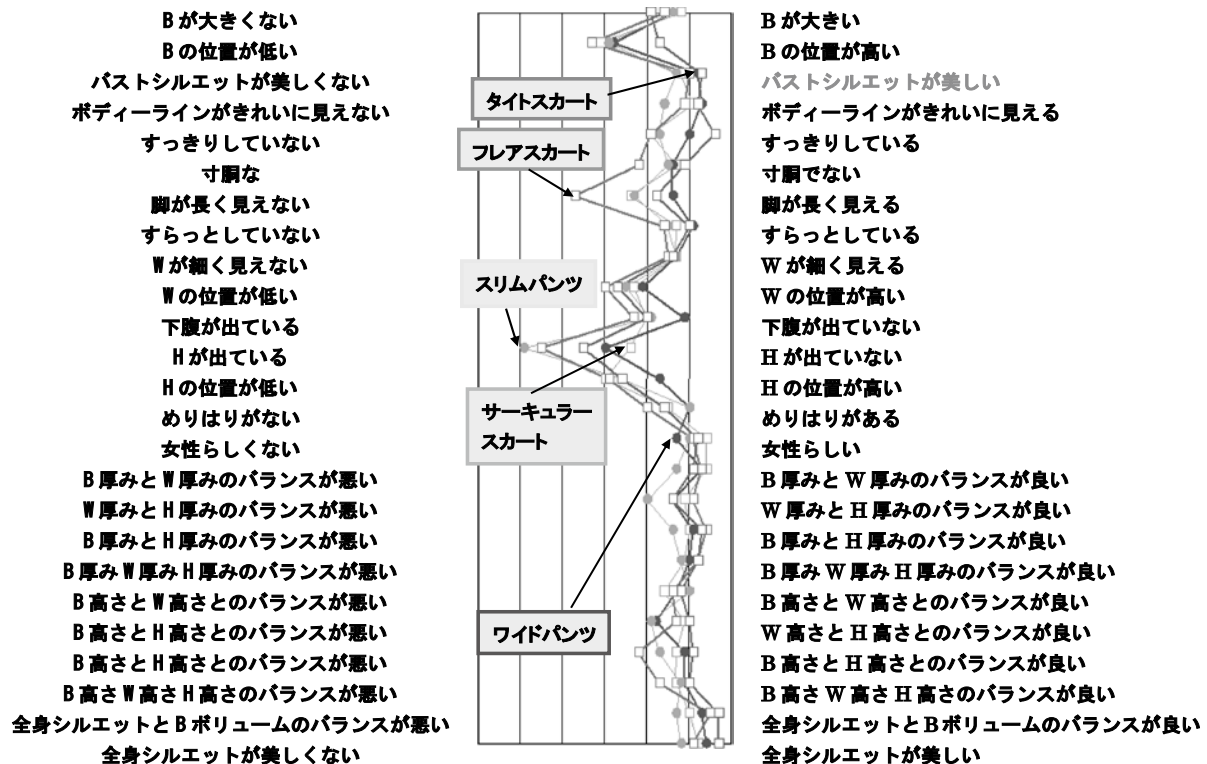 Bが大きくない
Bが大きい
Bの位置が低い
Bの位置が高い
バストシルエットが美しくない
バストシルエットが美しい
ボディーラインがきれいに見えない
タイトスカート
ボディーラインがきれいに見える
すっきりしていない
フレアスカート
すっきりしている
寸胴な
寸胴でない
脚が長く見えない
脚が長く見える
すらっとしていない
すらっとしている
Wが細く見えない
スリムパンツ
Wが細く見える
Wの位置が低い
Wの位置が高い
下腹が出ている
下腹が出ていない
Hが出ている
Hが出ていない
Hの位置が低い
サーキュラー
スカート
Hの位置が高い
めりはりがない
めりはりがある
女性らしくない
女性らしい
B厚みとW厚みのバランスが悪い
B厚みとW厚みのバランスが良い
W厚みとH厚みのバランスが悪い
W厚みとH厚みのバランスが良い
B厚みとH厚みのバランスが悪い
B厚みとH厚みのバランスが良い
B厚みW厚みH厚みのバランスが悪い
B厚みW厚みH厚みのバランスが良い
B高さとW高さとのバランスが悪い
B高さとW高さとのバランスが良い
B高さとH高さとのバランスが悪い
ワイドパンツ
W高さとH高さとのバランスが良い
B高さとH高さとのバランスが悪い
B高さとH高さとのバランスが良い
B高さW高さH高さのバランスが悪い
B高さW高さH高さのバランスが良い
全身シルエットとBボリュームのバランスが悪い
全身シルエットとBボリュームのバランスが良い
全身シルエットが美しくない
全身シルエットが美しい